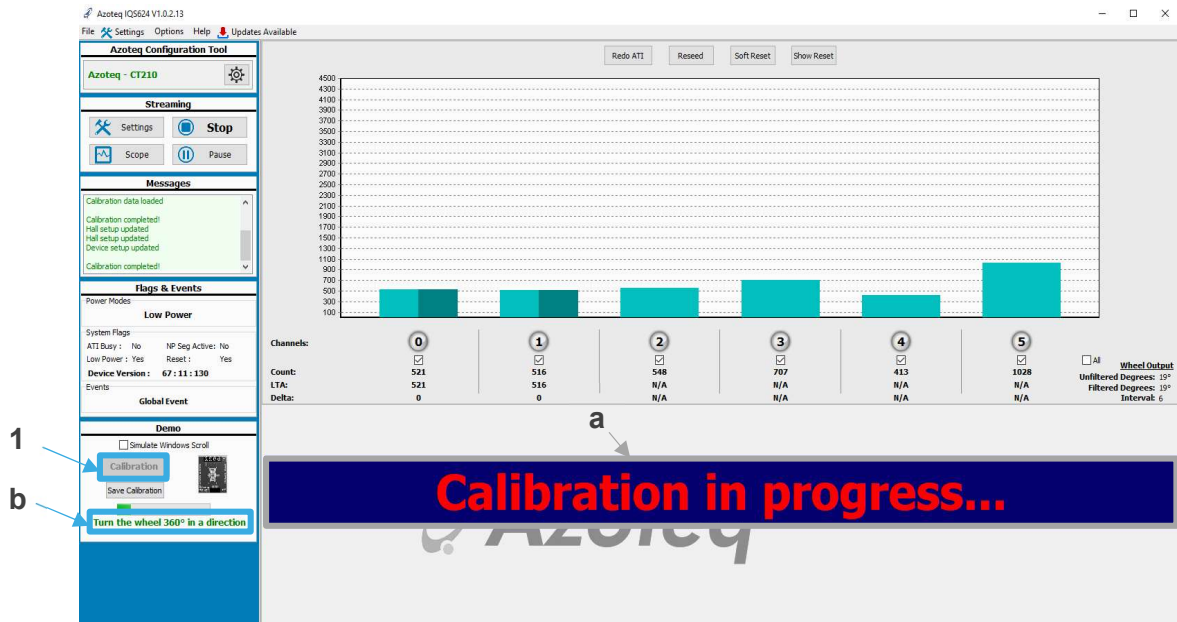 Azoteq IQS624 V1.0.2.13
File Settings Options Help Updates Available
Azoteq Configuration Tool
Azoteq - CT210
Streaming
Settings Stop
Scope Pause
Messages
Calibration data loaded
Calibration completed!
Hall setup updated
Hall setup updated
Device setup updated
Calibration completed!
Flags & Events
Power Modes
Low Power
System Flags
ATI Busy : No NP Seg Active: No
Low Power : Yes Reset : Yes
Device Version : 67 : 11 : 130
Events
Global Event
Demo
Simulate Windows Scroll
1
Calibration
Save Calibration
b
Turn the wheel 360° in a direction
Redo ATI Reseed Soft Reset Show Reset
4500
4300
4100
3900
3700
3500
3300
3100
2900
2700
2500
2300
2100
1900
1700
1500
1300
1100
900
700
500
300
100
Channels: 0 1 2 3 4 5
All
Count: 521 516 548 707 413 1028
LTA: 521 516 N/A N/A N/A N/A
Delta: 0 0 N/A N/A N/A N/A
Wheel Output
Unfiltered Degrees: 19°
Filtered Degrees: 19°
Interval: 6
a
Calibration in progress...
Azoteq